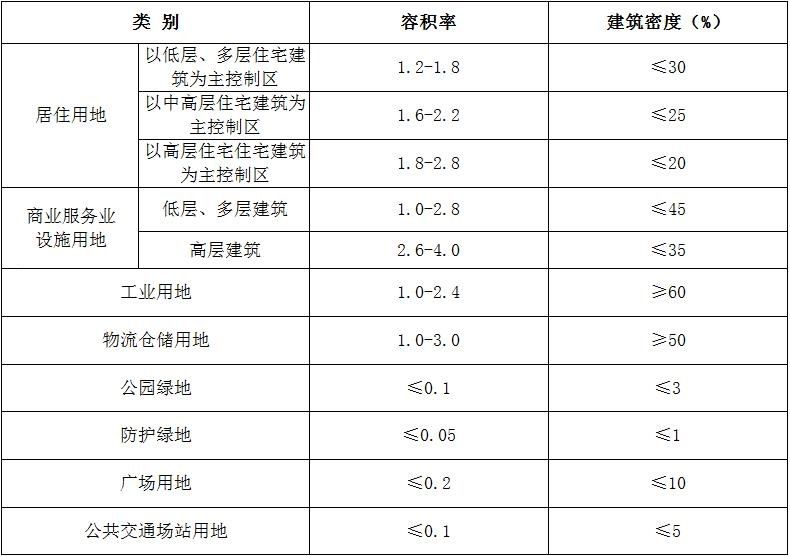 类 别 容积率 建筑密度（%）
居住用地
以低层、多层住宅建
筑为主控制区
1.2-1.8 ≤30
以中高层住宅建筑为
主控制区
1.6-2.2 ≤25
以高层住宅住宅建筑
为主控制区
1.8-2.8 ≤20
商业服务业
设施用地
低层、多层建筑 1.0-2.8 ≤45
高层建筑 2.6-4.0 ≤35
工业用地 1.0-2.4 ≥60
物流仓储用地 1.0-3.0 ≥50
公园绿地 ≤0.1 ≤3
防护绿地 ≤0.05 ≤1
广场用地 ≤0.2 ≤10
公共交通场站用地 ≤0.1 ≤5